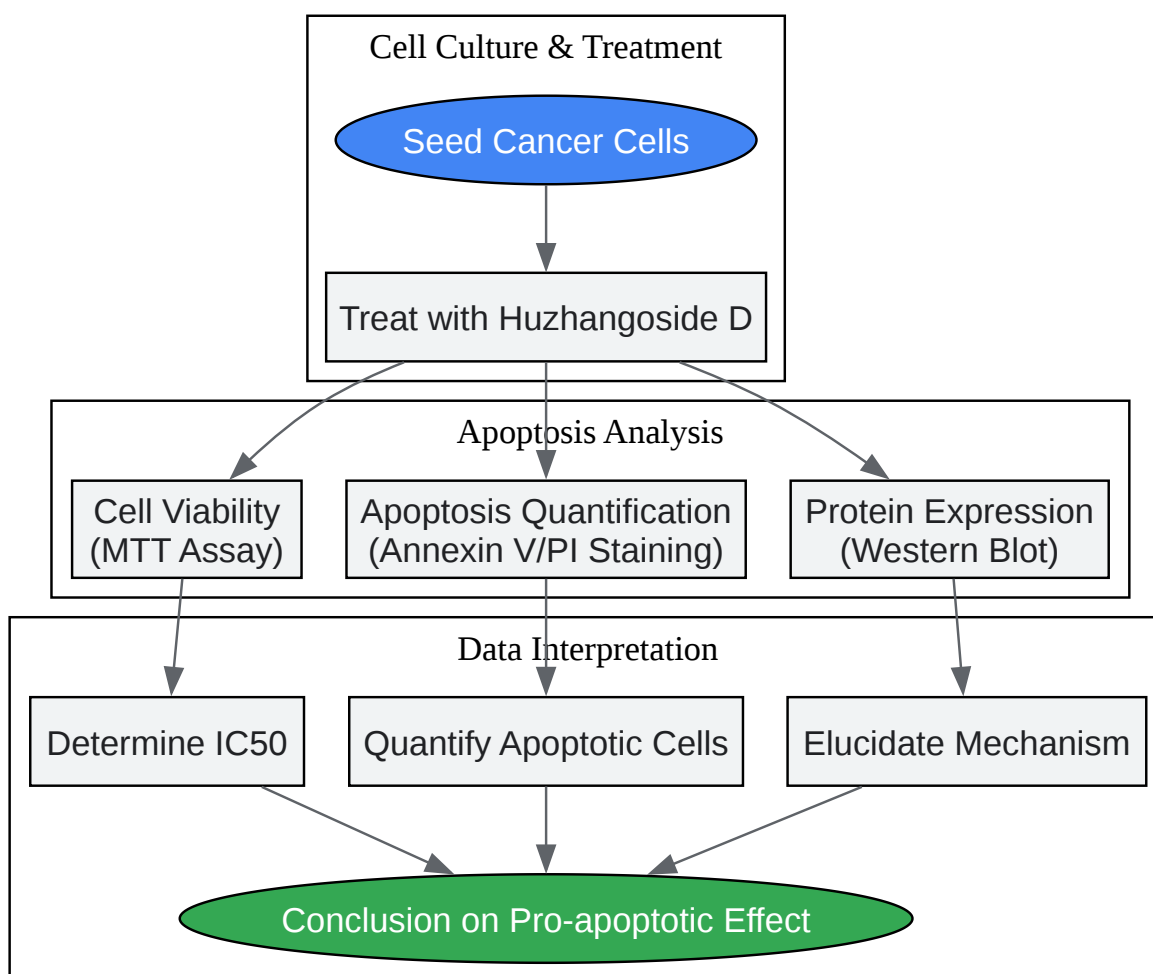 Cell Culture & Treatment
Seed Cancer Cells
Treat with Huzhangoside D
Apoptosis Analysis
Cell Viability
(MTT Assay)
Apoptosis Quantification
(Annexin V/PI Staining)
Protein Expression
(Western Blot)
Data Interpretation
Determine IC50
Quantify Apoptotic Cells
Elucidate Mechanism
Conclusion on Pro-apoptotic Effect